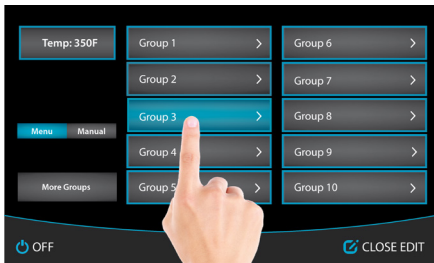 Temp: 350F
Group 1
Group 6
Group 2
Group 7
Group 3
Group 8
Menu
Manual
Group 4
Group 9
More Groups
Group 5
Group 10
OFF
CLOSE EDIT